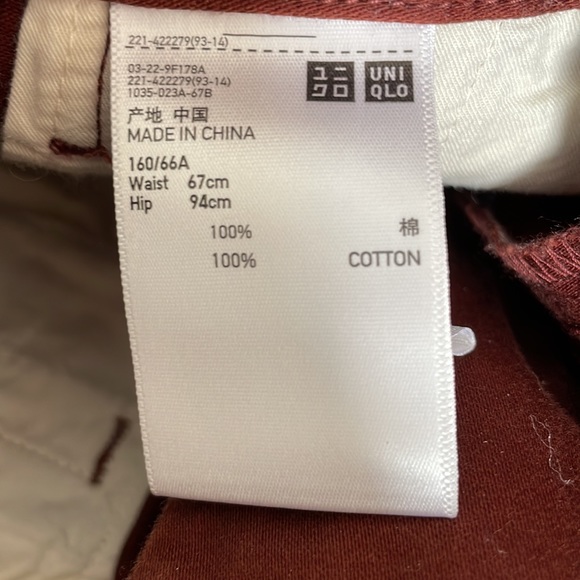 221-422279(93-14)
03-22-9F178A
221-422279(93-14)
1035-023A-67B
ユニ
クロ
UNI
QLO
产地 中国
MADE IN CHINA
160/66A
Waist 67cm
Hip 94cm
100% 棉
100% COTTON